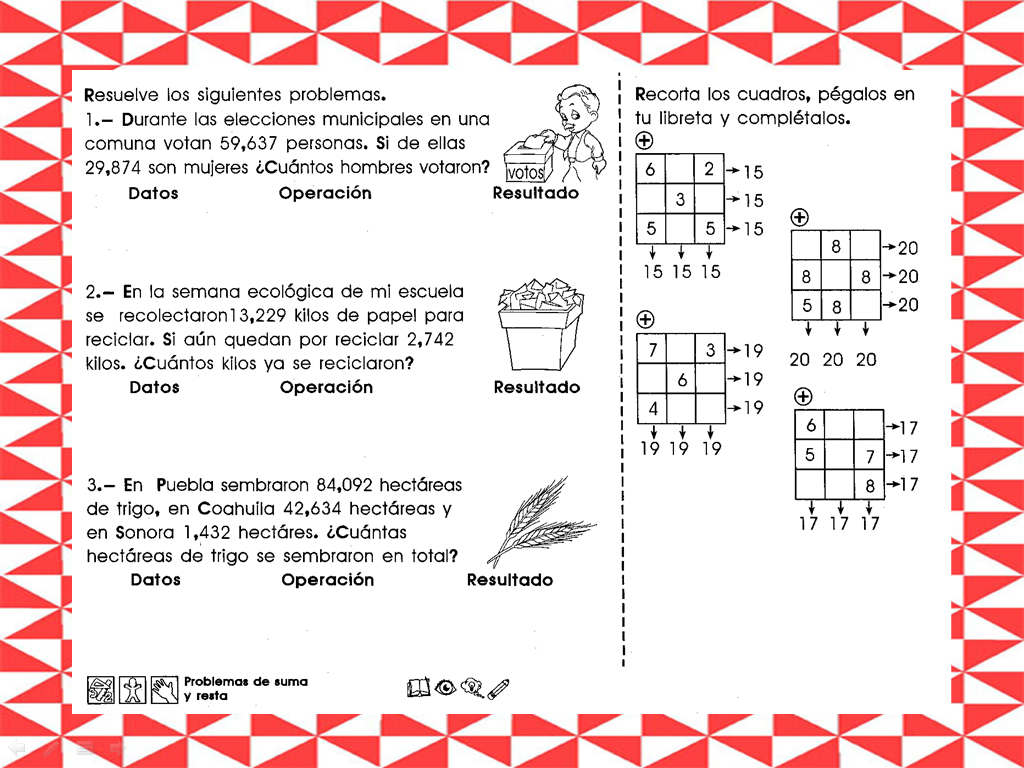 Resuelve los siguientes problemas.
1.- Durante las elecciones municipales en una
comuna votan 59,637 personas. Si de ellas
29,874 son mujeres ¿Cuántos hombres votaron?
votos
Datos Operación Resultado
2.- En la semana ecológica de mi escuela
se recolectaron13,229 kilos de papel para
reciclar. Si aún quedan por reciclar 2,742
kilos. ¿Cuántos kilos ya se reciclaron?
Datos Operación Resultado
3.- En Puebla sembraron 84,092 hectáreas
de trigo, en Coahuila 42,634 hectáreas y
en Sonora 1,432 hectáres. ¿Cuántas
hectáreas de trigo se sembraron en total?
Datos Operación Resultado
Problemas de suma
y resta
Recorta los cuadros, pégalos en
tu libreta y complétalos.
+
6 2 → 15
3 → 15
5 5 → 15
15 15 15
+
8 → 20
8 8 → 20
5 8 → 20
20 20 20
+
7 3 → 19
6 → 19
4 → 19
19 19 19
+
6 → 17
5 7 → 17
8 → 17
17 17 17